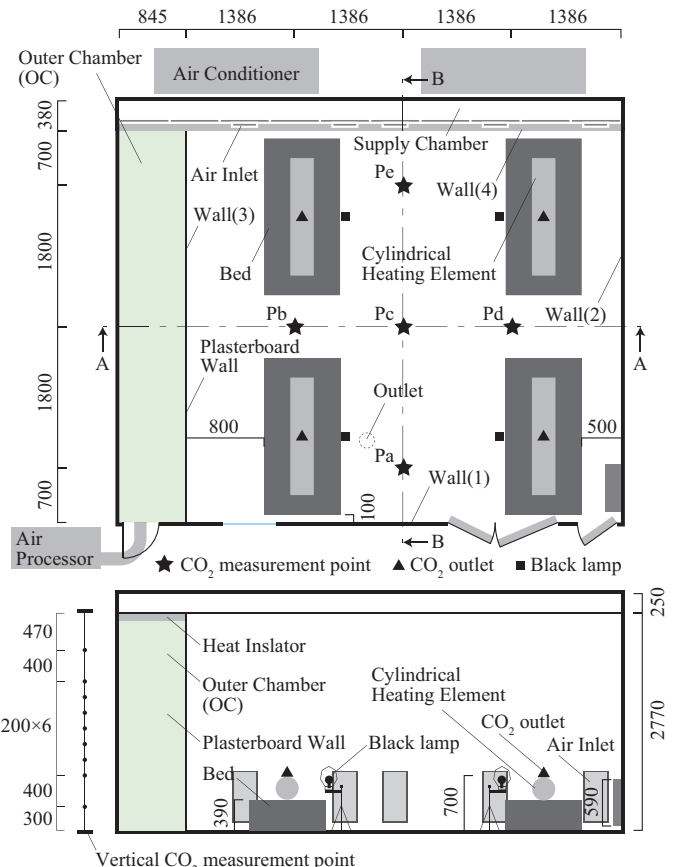 845 1386 1386 1386 1386
Outer Chamber
(OC)
Air Conditioner
B
380
Supply Chamber
700
Air Inlet
Pe
Wall(4)
Wall(3)
1800
Cylindrical
Heating Element
Bed
Pb Pc Pd Wall(2)
A A
Plasterboard
Wall
Outlet
1800
800 500
Pa
Wall(1)
700
100
Air
Processor
B
CO2 measurement point CO2 outlet Black lamp
250
470
Heat Inslator
400
Cylindrical
Heating Element
Outer Chamber
(OC)
CO2 outlet
200×6
2770
Plasterboard Wall Black lamp Air Inlet
Bed
400
390 700 590
300
Vertical CO2 measurement point